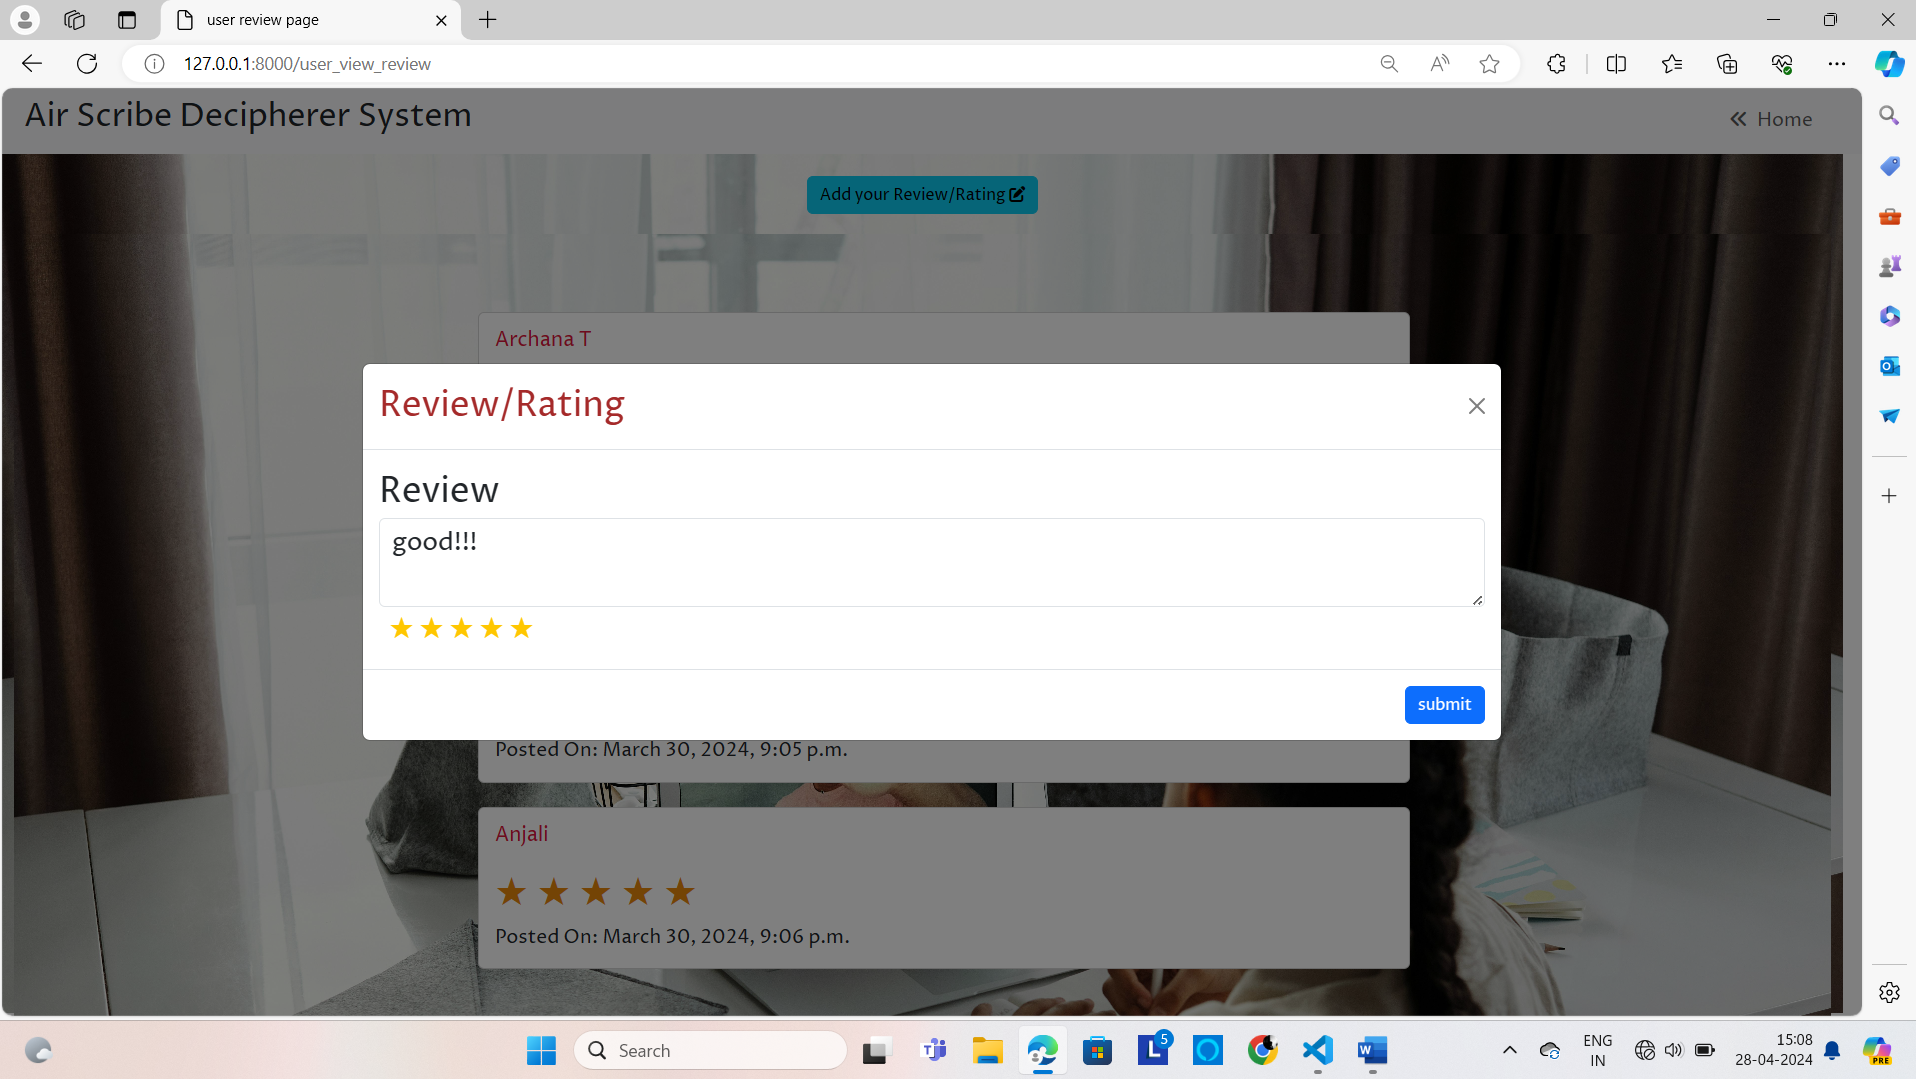 user review page
127.0.0.1:8000/user_view_review
Air Scribe Decipherer System
Home
Add your Review/Rating
Archana T
Review/Rating
Review
good!!!
submit
Posted On: March 30, 2024, 9:05 p.m.
Anjali
Posted On: March 30, 2024, 9:06 p.m.
Search
5
ENG
IN
15:08
28-04-2024
PRE